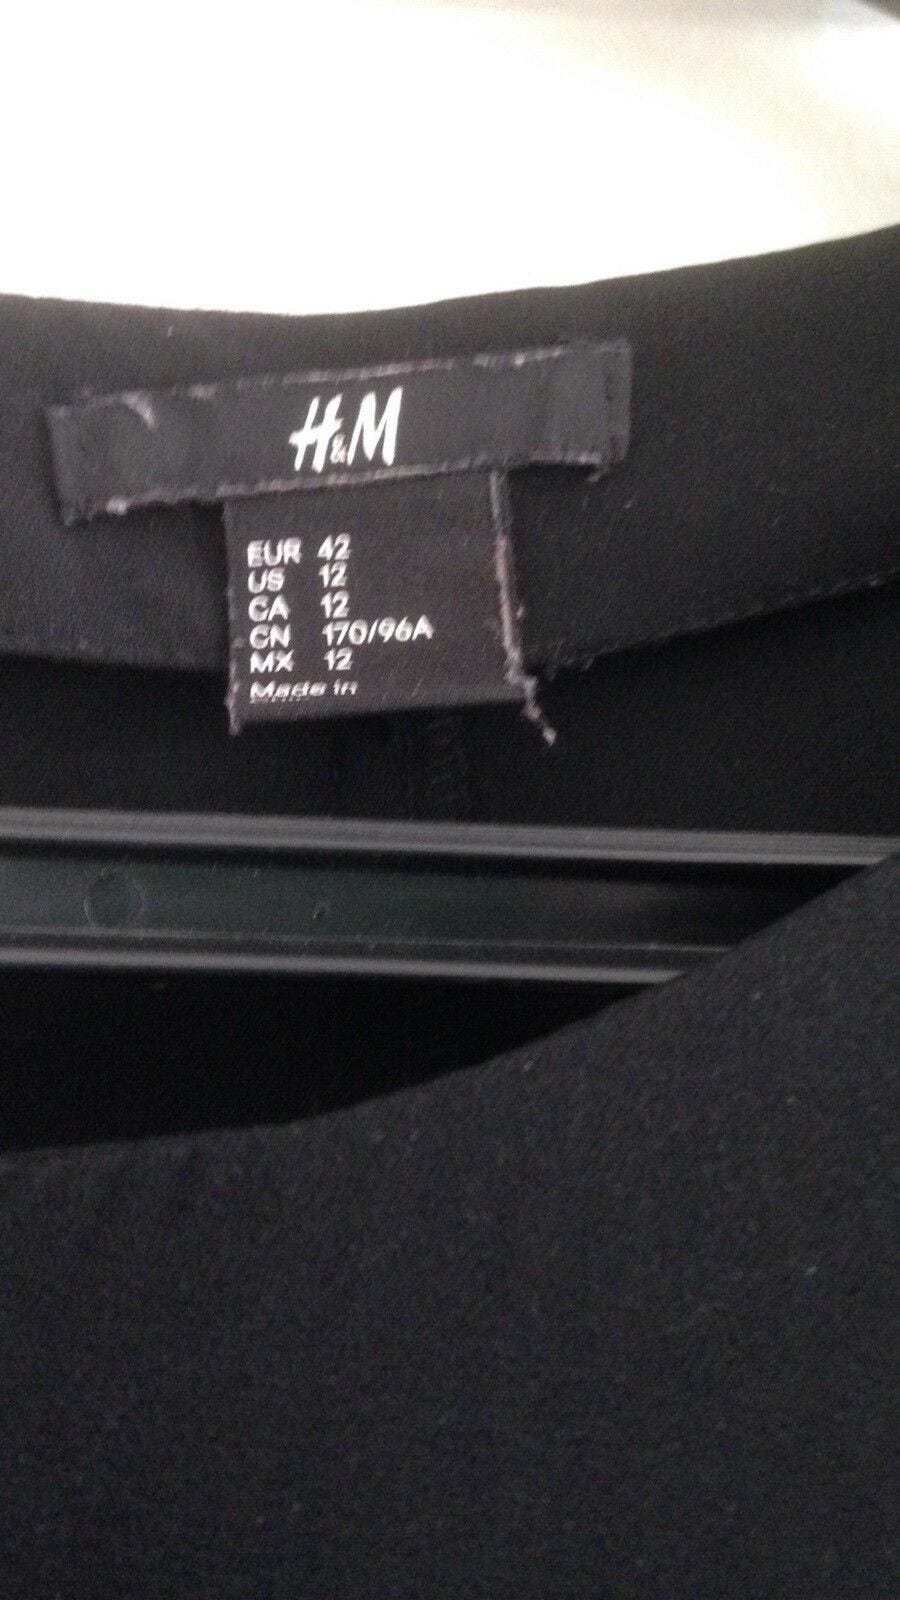 H&M
EUR 42
US 12
CA 12
CN 170/96A
MX 12
Made in